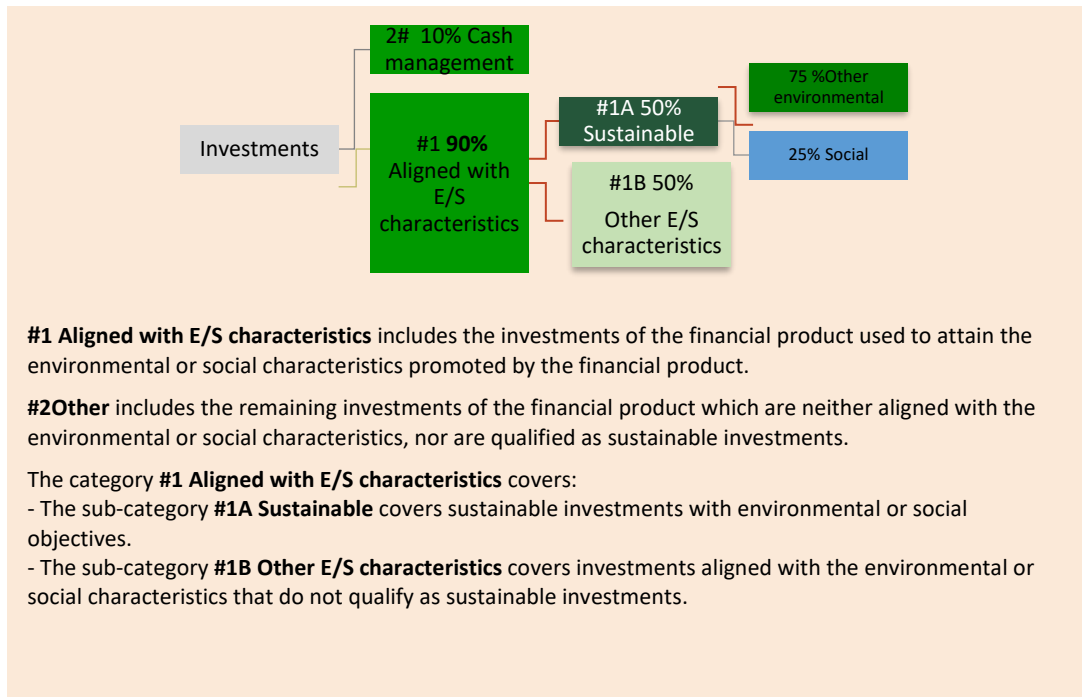 2# 10% Cash
management
Investments
#1 90%
Aligned with
E/S
characteristics
#1A 50%
Sustainable
75 %Other
environmental
25% Social
#1B 50%
Other E/S
characteristics
#1 Aligned with E/S characteristics includes the investments of the financial product used to attain the
environmental or social characteristics promoted by the financial product.
#2Other includes the remaining investments of the financial product which are neither aligned with the
environmental or social characteristics, nor are qualified as sustainable investments.
The category #1 Aligned with E/S characteristics covers:
- The sub-category #1A Sustainable covers sustainable investments with environmental or social
objectives.
- The sub-category #1B Other E/S characteristics covers investments aligned with the environmental or
social characteristics that do not qualify as sustainable investments.